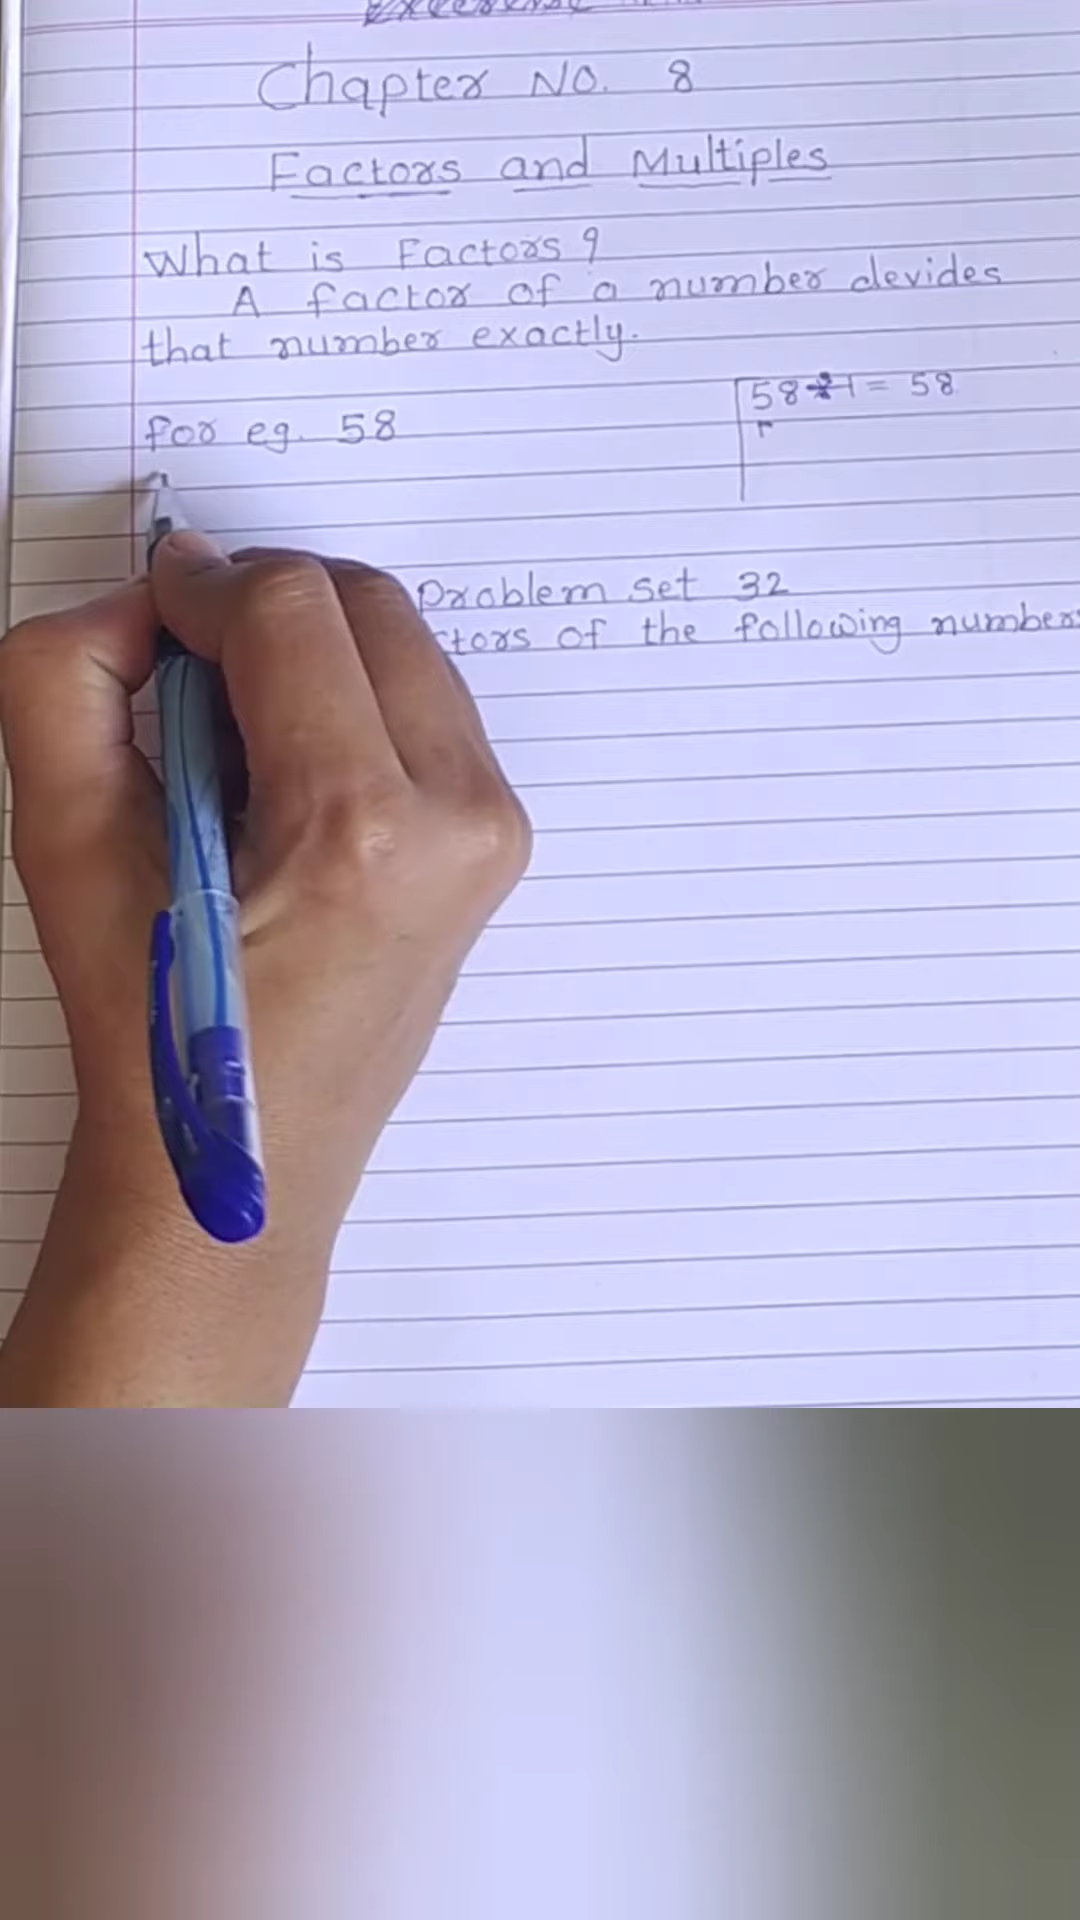 Chapter No. 8
Factors and Multiples
What is Factors ?
A factor of a number devides
that number exactly.
for eg. 58
58 1 = 58
Problem set 32
of the following number